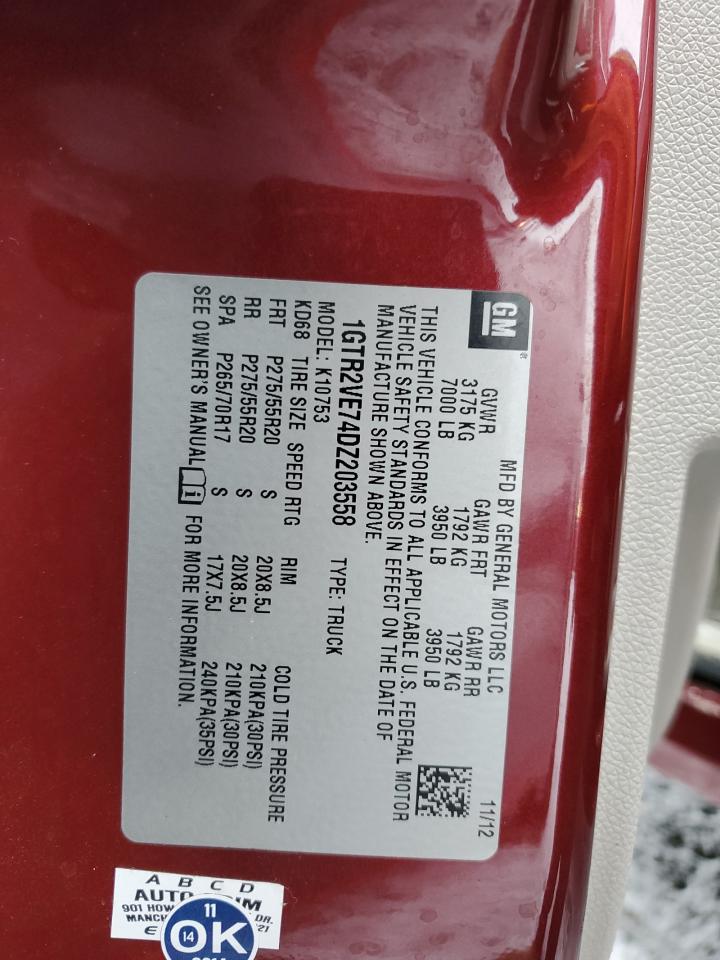 GM
MFD BY GENERAL MOTORS LLC 11/12
GVWR GAWR FRT GAWR RR
3175 KG 1792 KG 1792 KG
7000 LB 3950 LB 3950 LB
THIS VEHICLE CONFORMS TO ALL APPLICABLE U.S. FEDERAL MOTOR
VEHICLE SAFETY STANDARDS IN EFFECT ON THE DATE OF
MANUFACTURE SHOWN ABOVE.
1GTR2VE74DZ203558 TYPE: TRUCK
MODEL: K10753
KD68 TIRE SIZE SPEED RTG RIM COLD TIRE PRESSURE
FRT P275/55R20 S 20X8.5J 210KPA(30PSI)
RR P275/55R20 S 20X8.5J 210KPA(30PSI)
SPA P265/70R17 S 17X7.5J 240KPA(35PSI)
SEE OWNER'S MANUAL FOR MORE INFORMATION.
A B C D
AUTO
901 DR.
E 21
11
14 OK